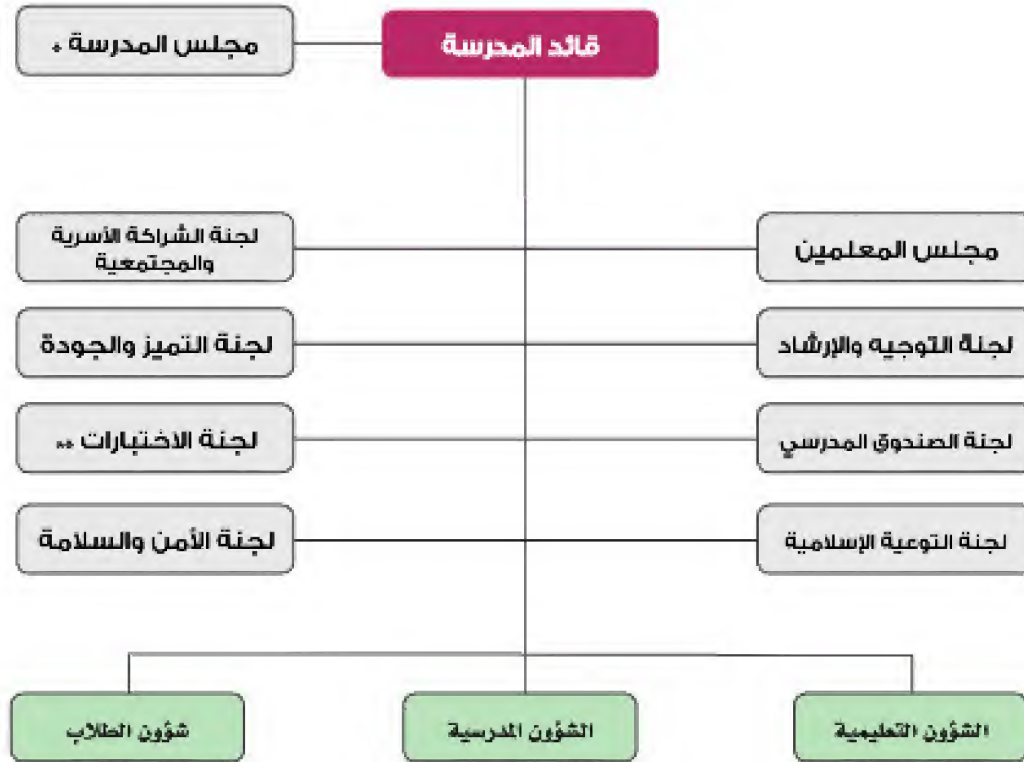 قائد المدرسة
مجلس المدرسة *
مجلس المعلمين
لجنة الشراكة الأسرية
والمجتمعية
لجنة التوجيه والإرشاد
لجنة التميز والجودة
لجنة الصندوق المدرسي
لجنة الاختبارات **
لجنة التوعية الإسلامية
لجنة الأمن والسلامة
الشؤون التعليمية
الشؤون المدرسية
شؤون الطلاب